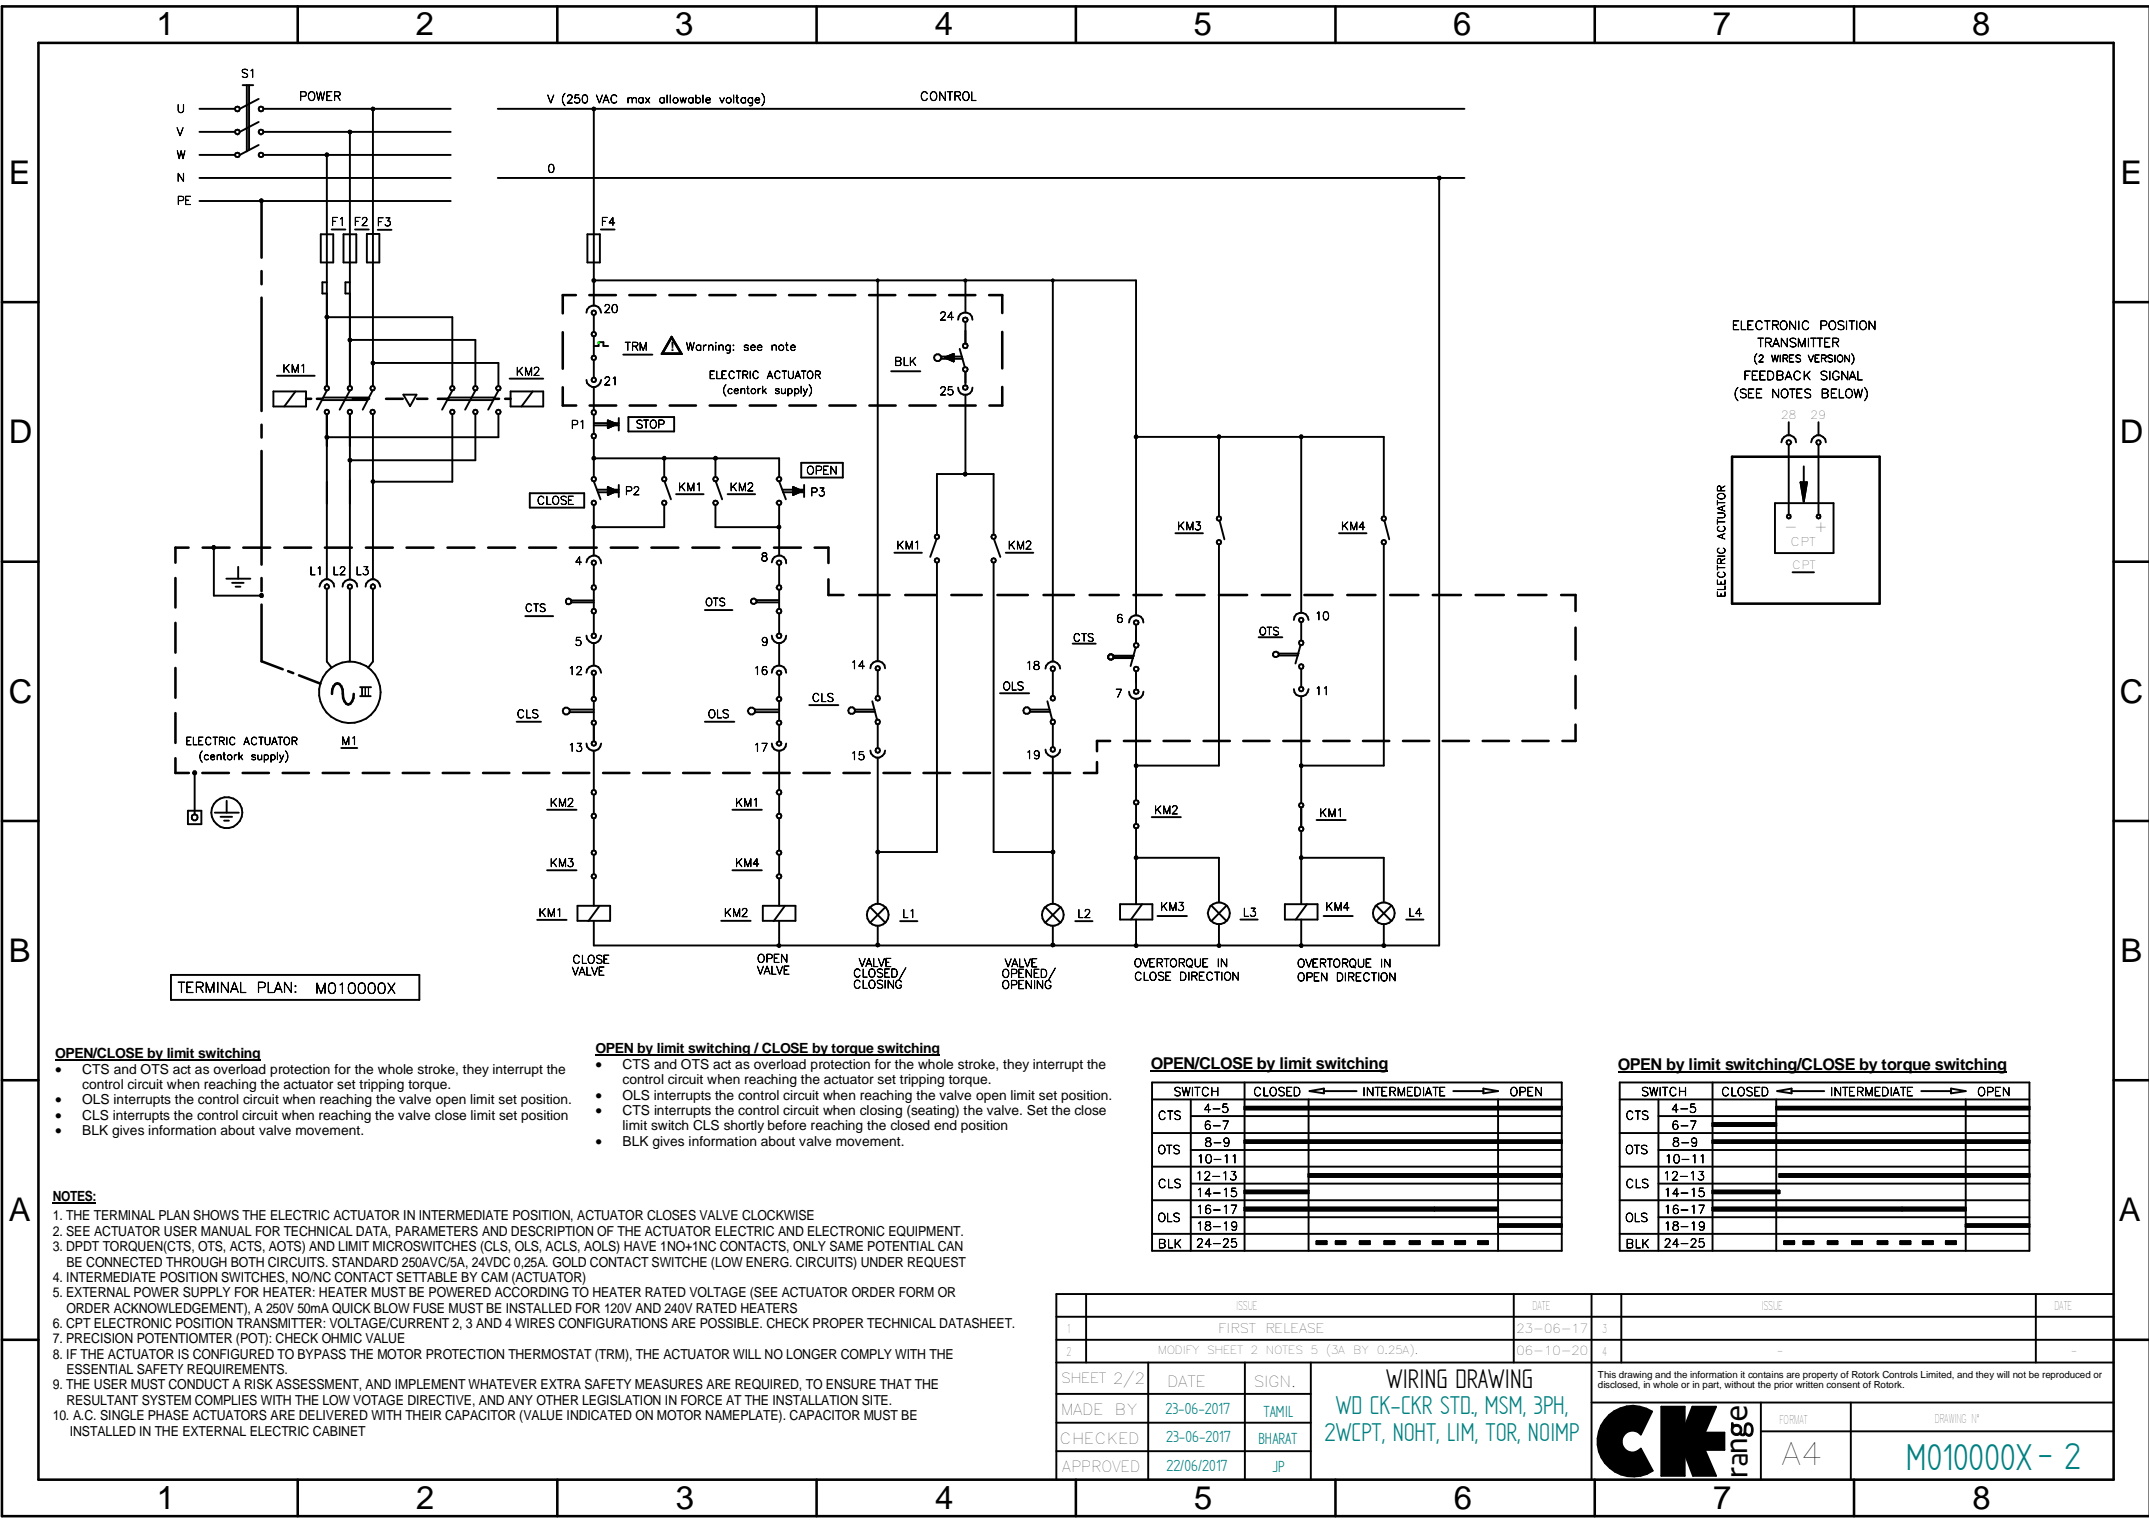 1 2 3 4 5 6 7 8
E E
D D
C C
B B
A A
S1
POWER
U
V
W
N
PE
V (250 VAC max allowable voltage)
CONTROL
0
F1 F2 F3
F4
KM1
KM2
20
TRM
Warning: see note
21
ELECTRIC ACTUATOR
(centork supply)
24
BLK
25
P1
STOP
CLOSE
P2
KM1
KM2
OPEN
P3
KM1
KM2
KM3
KM4
ELECTRONIC POSITION
TRANSMITTER
(2 WIRES VERSION)
FEEDBACK SIGNAL
(SEE NOTES BELOW)
28 29
ELECTRIC ACTUATOR
- +
CPT
CPT
L1 L2 L3
M1
III
ELECTRIC ACTUATOR
(centork supply)
4
CTS
5
12
CLS
13
8
OTS
9
16
OLS
17
14
CLS
15
18
OLS
19
6
CTS
7
10
OTS
11
KM2
KM1
KM2
KM1
KM3
KM4
KM1
KM2
L1
L2
KM3
L3
KM4
L4
CLOSE
VALVE
OPEN
VALVE
VALVE
CLOSED/
CLOSING
VALVE
OPENED/
OPENING
OVERTORQUE IN
CLOSE DIRECTION
OVERTORQUE IN
OPEN DIRECTION
TERMINAL PLAN: M010000X
OPEN/CLOSE by limit switching
• CTS and OTS act as overload protection for the whole stroke, they interrupt the
control circuit when reaching the actuator set tripping torque.
• OLS interrupts the control circuit when reaching the valve open limit set position.
• CLS interrupts the control circuit when reaching the valve close limit set position
• BLK gives information about valve movement.
OPEN by limit switching / CLOSE by torque switching
• CTS and OTS act as overload protection for the whole stroke, they interrupt the
control circuit when reaching the actuator set tripping torque.
• OLS interrupts the control circuit when reaching the valve open limit set position.
• CTS interrupts the control circuit when closing (seating) the valve. Set the close
limit switch CLS shortly before reaching the closed end position
• BLK gives information about valve movement.
OPEN/CLOSE by limit switching
SWITCH CLOSED INTERMEDIATE OPEN
CTS 4-5
6-7
OTS 8-9
10-11
CLS 12-13
14-15
OLS 16-17
18-19
BLK 24-25
OPEN by limit switching/CLOSE by torque switching
SWITCH CLOSED INTERMEDIATE OPEN
CTS 4-5
6-7
OTS 8-9
10-11
CLS 12-13
14-15
OLS 16-17
18-19
BLK 24-25
NOTES:
1. THE TERMINAL PLAN SHOWS THE ELECTRIC ACTUATOR IN INTERMEDIATE POSITION, ACTUATOR CLOSES VALVE CLOCKWISE
2. SEE ACTUATOR USER MANUAL FOR TECHNICAL DATA, PARAMETERS AND DESCRIPTION OF THE ACTUATOR ELECTRIC AND ELECTRONIC EQUIPMENT.
3. DPDT TORQUEN(CTS, OTS, ACTS, AOTS) AND LIMIT MICROSWITCHES (CLS, OLS, ACLS, AOLS) HAVE 1NO+1NC CONTACTS, ONLY SAME POTENTIAL CAN
BE CONNECTED THROUGH BOTH CIRCUITS. STANDARD 250AVC/5A, 24VDC 0,25A. GOLD CONTACT SWITCHE (LOW ENERG. CIRCUITS) UNDER REQUEST
4. INTERMEDIATE POSITION SWITCHES, NO/NC CONTACT SETTABLE BY CAM (ACTUATOR)
5. EXTERNAL POWER SUPPLY FOR HEATER: HEATER MUST BE POWERED ACCORDING TO HEATER RATED VOLTAGE (SEE ACTUATOR ORDER FORM OR
ORDER ACKNOWLEDGEMENT), A 250V 50mA QUICK BLOW FUSE MUST BE INSTALLED FOR 120V AND 240V RATED HEATERS
6. CPT ELECTRONIC POSITION TRANSMITTER: VOLTAGE/CURRENT 2, 3 AND 4 WIRES CONFIGURATIONS ARE POSSIBLE. CHECK PROPER TECHNICAL DATASHEET.
7. PRECISION POTENTIOMTER (POT): CHECK OHMIC VALUE
8. IF THE ACTUATOR IS CONFIGURED TO BYPASS THE MOTOR PROTECTION THERMOSTAT (TRM), THE ACTUATOR WILL NO LONGER COMPLY WITH THE
ESSENTIAL SAFETY REQUIREMENTS.
9. THE USER MUST CONDUCT A RISK ASSESSMENT, AND IMPLEMENT WHATEVER EXTRA SAFETY MEASURES ARE REQUIRED, TO ENSURE THAT THE
RESULTANT SYSTEM COMPLIES WITH THE LOW VOTAGE DIRECTIVE, AND ANY OTHER LEGISLATION IN FORCE AT THE INSTALLATION SITE.
10. A.C. SINGLE PHASE ACTUATORS ARE DELIVERED WITH THEIR CAPACITOR (VALUE INDICATED ON MOTOR NAMEPLATE). CAPACITOR MUST BE
INSTALLED IN THE EXTERNAL ELECTRIC CABINET
ISSUE DATE ISSUE DATE
1 FIRST RELEASE 23-06-17 3
2 MODIFY SHEET 2 NOTES 5 (3A BY 0.25A). 06-10-20 4 - -
SHEET 2/2 DATE SIGN.
MADE BY 23-06-2017 TAMIL
CHECKED 23-06-2017 BHARAT
APPROVED 22/06/2017 JP
WIRING DRAWING
WD CK-CKR STD., MSM, 3PH,
2WCPT, NOHT, LIM, TOR, NOIMP
This drawing and the information it contains are property of Rotork Controls Limited, and they will not be reproduced or
disclosed, in whole or in part, without the prior written consent of Rotork.
CK range
FORMAT
A4
DRAWING Nº
M010000X - 2
1 2 3 4 5 6 7 8